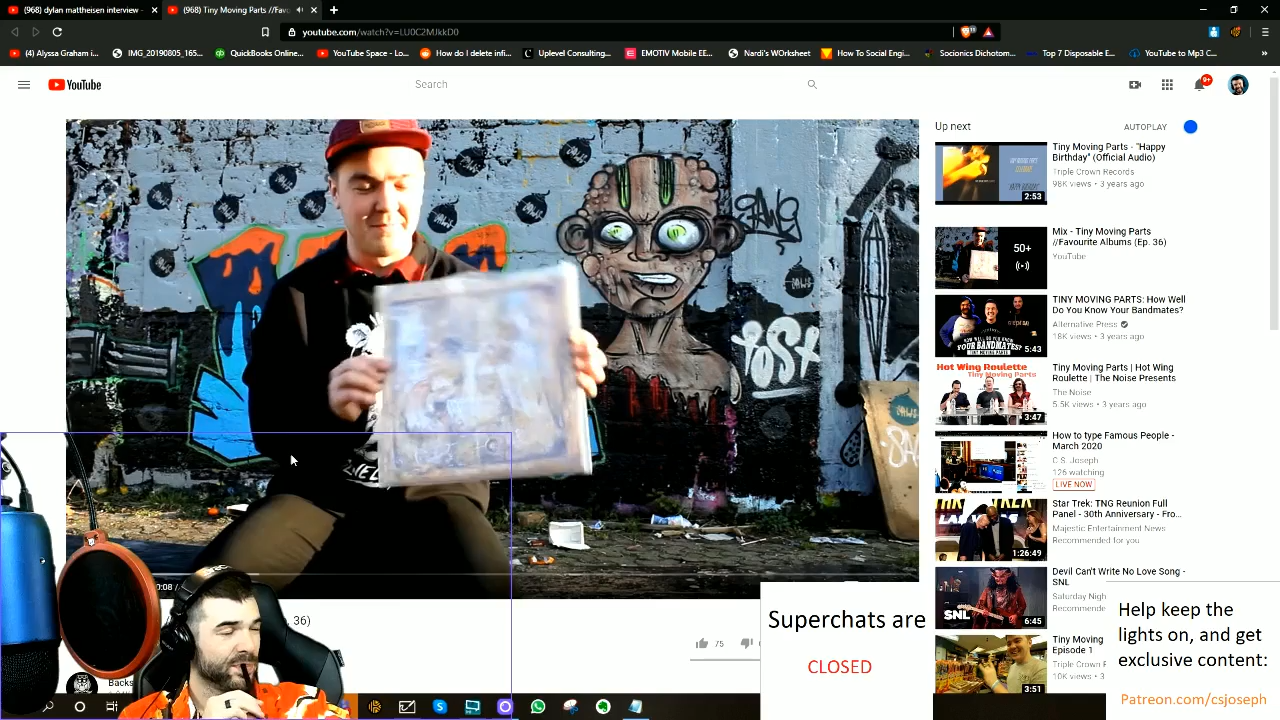 (968) dylan mattheisen interview -
(968) Tiny Moving Parts //Favo
youtube.com/watch?v=LU0C2MJkkD0
(4) Alyssa Graham i...
IMG_20190805_165...
QuickBooks Online...
YouTube Space - Lo...
How do I delete infi...
Uplevel Consulting...
EMOTIV Mobile EE...
Nardi's WOrksheet
How To Social Engi...
Socionics Dichotom...
Top 7 Disposable E...
YouTube to Mp3 C...
YouTube
Search
9+
Up next
AUTOPLAY
Tiny Moving Parts - "Happy
Birthday" (Official Audio)
Triple Crown Records
98K views • 3 years ago
2:53
Mix - Tiny Moving Parts
//Favourite Albums (Ep. 36)
YouTube
50+
TINY MOVING PARTS: How Well
Do You Know Your Bandmates?
Alternative Press
18K views • 3 years ago
5:43
Tiny Moving Parts | Hot Wing
Roulette | The Noise Presents
The Noise
5.5K views • 3 years ago
Hot Wing Roulette
Tiny Moving Parts
3:47
How to type Famous People -
March 2020
C.S. Joseph
126 watching
LIVE NOW
Star Trek: TNG Reunion Full
Panel - 30th Anniversary - Fro...
Majestic Entertainment News
Recommended for you
1:26:49
Devil Can't Write No Love Song -
SNL
Saturday Nigh
Recommende
SNL
6:45
Tiny Moving
Episode 1
Triple Crown F
10K views • 3
3:51
0:08 /
, 36)
75
Backs
Superchats are
CLOSED
Help keep the
lights on, and get
exclusive content:
Patreon.com/csjoseph